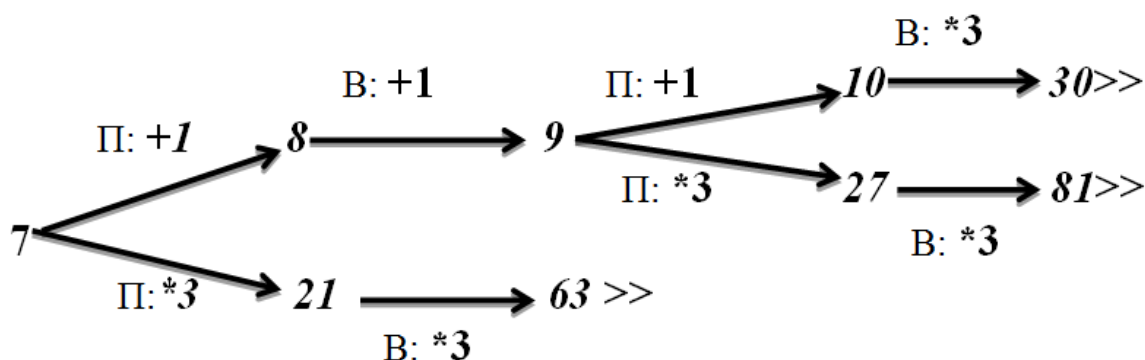 В: *3
В: +1 П: +1 10 30>>
П: +1 8 9
П: *3 27 81>>
7 В: *3
П: *3 21 63 >>
В: *3